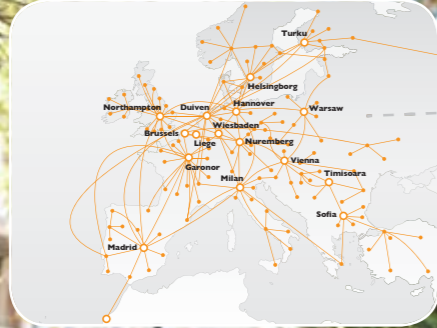 Turku
Helsingborg
Northampton
Duiven
Hannover
Warsaw
Brussels
Wiesbaden
Liege
Nuremberg
Garonor
Vienna
Milan
Timisoara
Sofia
Madrid